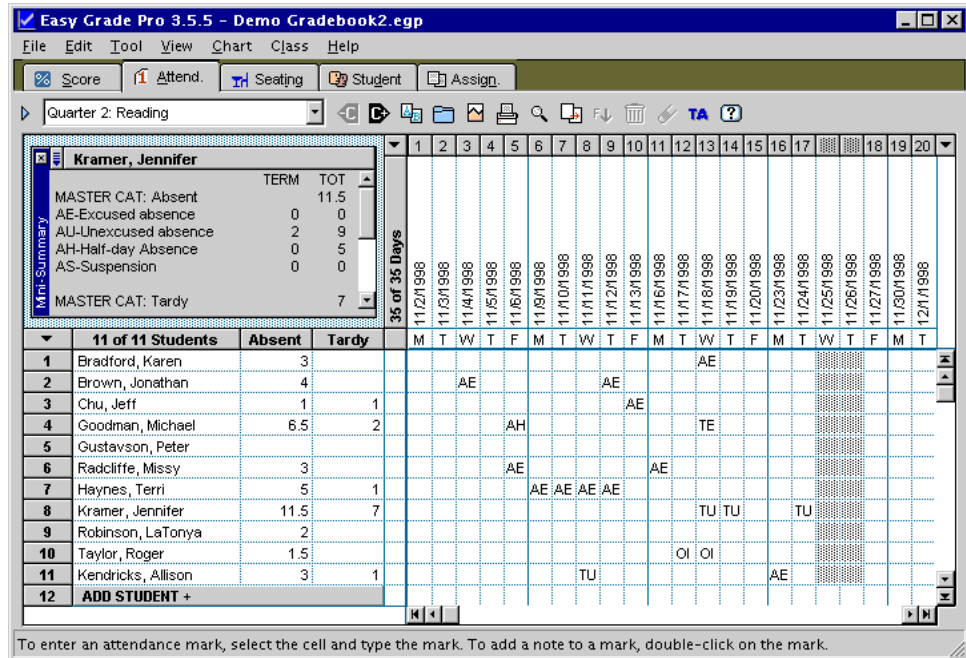 Easy Grade Pro 3.5.5 - Demo Gradebook2.egp
File Edit Tool View Chart Class Help
Score Attend. Seating Student Assign.
Quarter 2: Reading TA ?
1 2 3 4 5 6 7 8 9 10 11 12 13 14 15 16 17 18 19 20
Kramer, Jennifer
TERM TOT
MASTER CAT: Absent 11.5
AE-Excused absence 0 0
AU-Unexcused absence 2 9
AH-Half-day Absence 0 5
AS-Suspension 0 0
MASTER CAT: Tardy 7
Mini-Summary
35 of 35 Days
11/2/1998 11/3/1998 11/4/1998 11/5/1998 11/6/1998 11/9/1998 11/10/1998 11/11/1998 11/12/1998 11/13/1998 11/16/1998 11/17/1998 11/18/1998 11/19/1998 11/20/1998 11/23/1998 11/24/1998 11/25/1998 11/26/1998 11/27/1998 11/30/1998 12/1/1998
11 of 11 Students Absent Tardy M T W T F M T W T F M T W T F M T W T F M T
1 Bradford, Karen 3 AE
2 Brown, Jonathan 4 AE AE
3 Chu, Jeff 1 1 AE
4 Goodman, Michael 6.5 2 AH TE
5 Gustavson, Peter
6 Radcliffe, Missy 3 AE AE
7 Haynes, Terri 5 1 AE AE AE AE
8 Kramer, Jennifer 11.5 7 TU TU TU
9 Robinson, LaTonya 2
10 Taylor, Roger 1.5 OI OI
11 Kendricks, Allison 3 1 TU AE
12 ADD STUDENT +
To enter an attendance mark, select the cell and type the mark. To add a note to a mark, double-click on the mark.